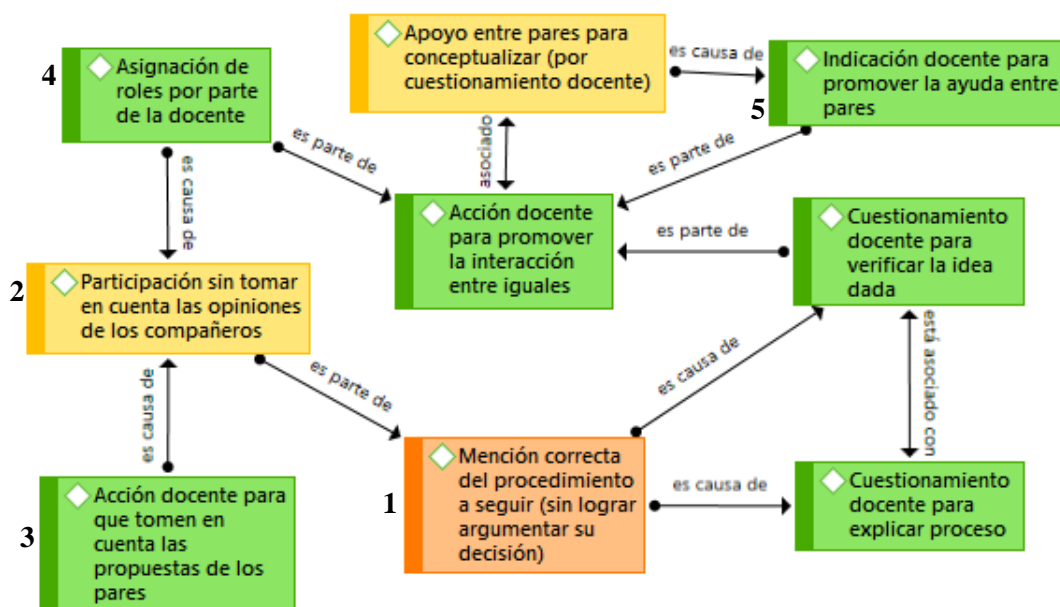 4
Asignación de
roles por parte
de la docente
Apoyo entre pares para
conceptualizar (por
cuestionamiento docente)
es causa de
5
Indicación docente para
promover la ayuda entre
pares
es causa de
es parte de
asociado
es parte de
Acción docente
para promover
la interacción
entre iguales
es parte de
Cuestionamiento
docente para
verificar la idea
dada
2
Participación sin tomar
en cuenta las opiniones
de los compañeros
es causa de
es parte de
es causa de
está asociado con
3
Acción docente para
que tomen en
cuenta las
propuestas de los
pares
1
Mención correcta
del procedimiento
a seguir (sin lograr
argumentar su
decisión)
es causa de
Cuestionamiento
docente para
explicar proceso